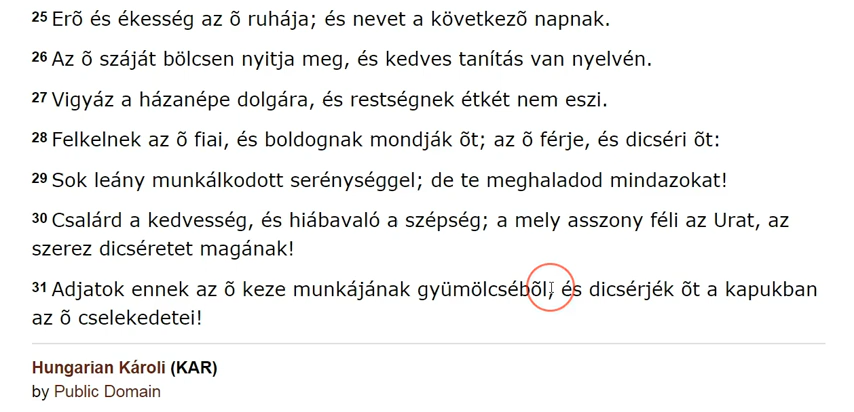 25 Erõ és ékesség az õ ruhája; és nevet a következõ napnak.
26 Az õ száját bölcsen nyitja meg, és kedves tanítás van nyelvén.
27 Vigyáz a házanépe dolgára, és restségnek étkét nem eszi.
28 Felkelnek az õ fiai, és boldognak mondják õt; az õ férje, és dicséri õt:
29 Sok leány munkálkodott serénységgel; de te meghaladod mindazokat!
30 Csalárd a kedvesség, és hiábavaló a szépség; a mely asszony féli az Urat, az
szerez dicséretet magának!
31 Adjatok ennek az õ keze munkájának gyümölcsébõl, és dicsérjék õt a kapukban
az õ cselekedetei!
Hungarian Károli (KAR)
by Public Domain